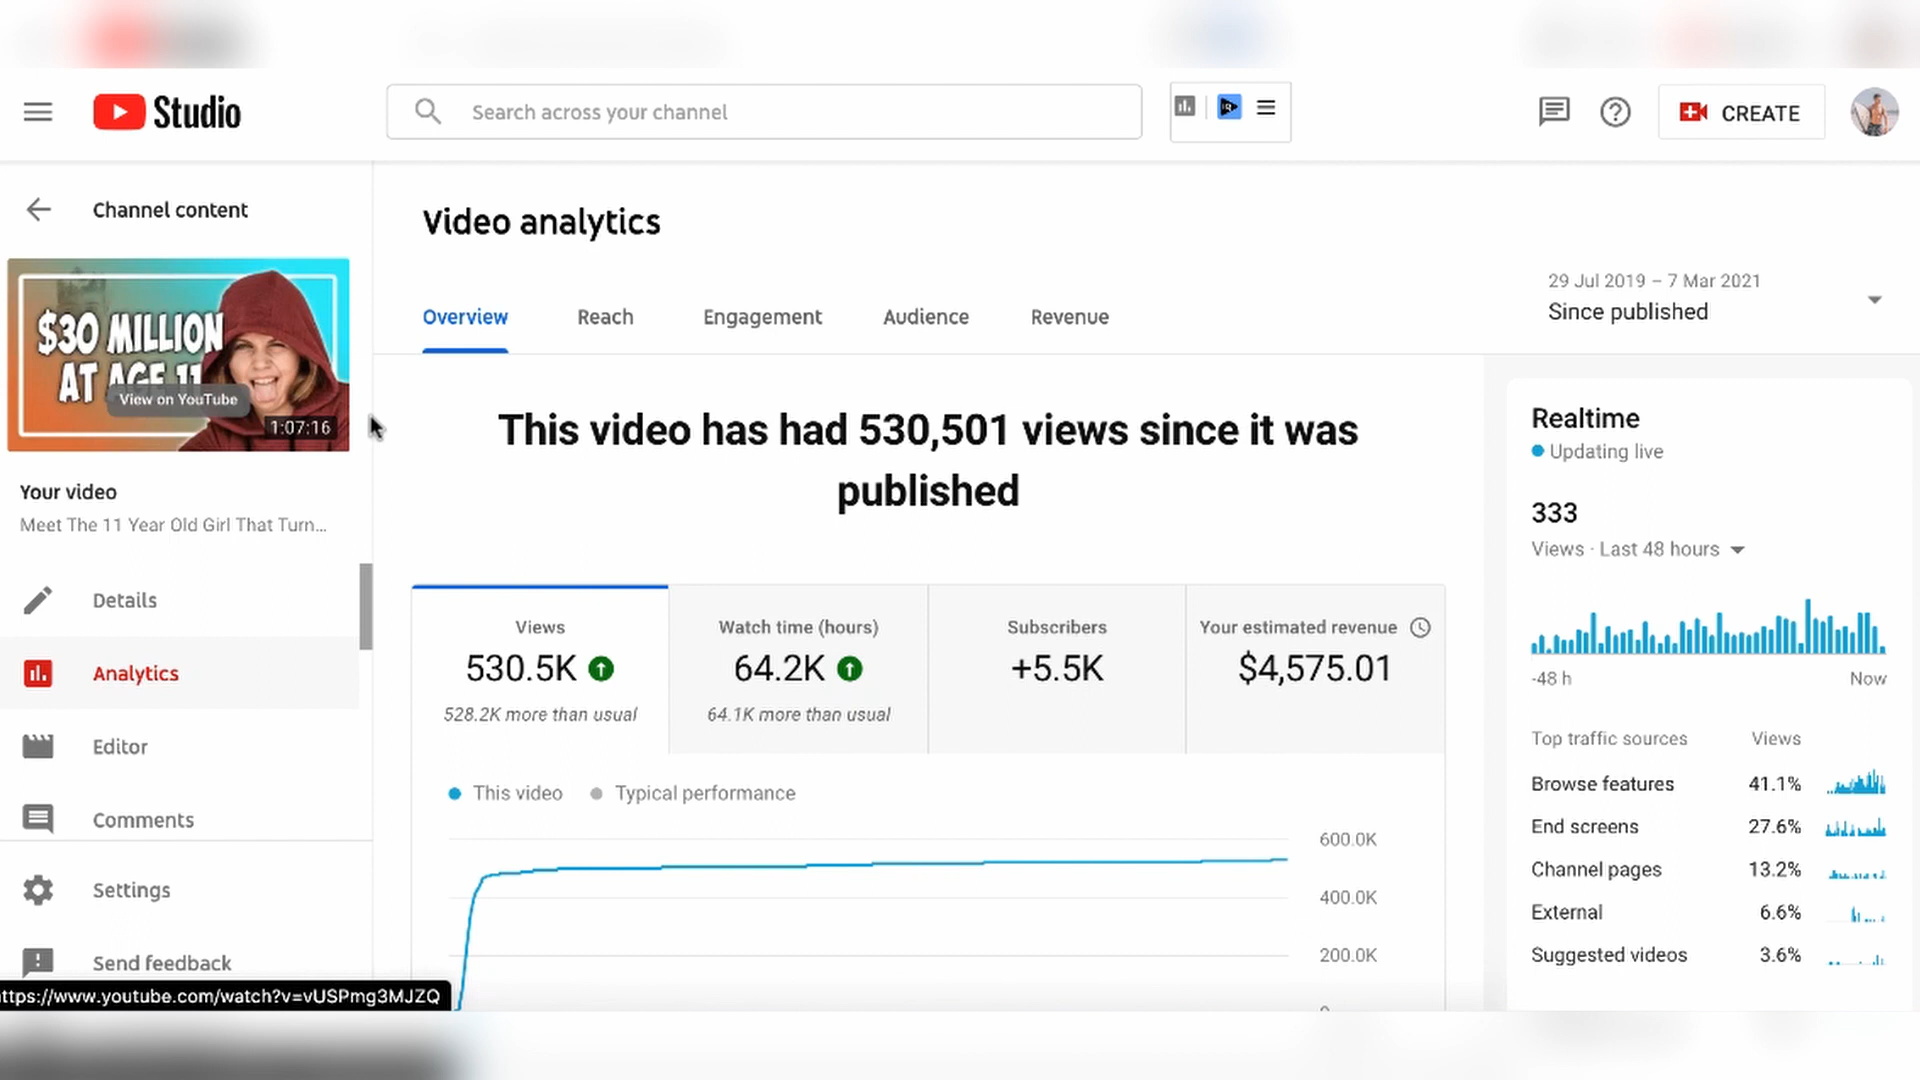 Studio
Search across your channel
CREATE
Channel content
$30 MILLION
AT AGE 11
View on YouTube
1:07:16
Your video
Meet The 11 Year Old Girl That Turn...
Details
Analytics
Editor
Comments
Settings
Send feedback
ttps://www.youtube.com/watch?v=vUSPmg3MJZQ
Video analytics
Overview
Reach
Engagement
Audience
Revenue
29 Jul 2019 – 7 Mar 2021
Since published
This video has had 530,501 views since it was
published
Views
530.5K
528.2K more than usual
Watch time (hours)
64.2K
64.1K more than usual
Subscribers
+5.5K
Your estimated revenue
$4,575.01
This video
Typical performance
600.0K
400.0K
200.0K
Realtime
Updating live
333
Views · Last 48 hours
-48 h
Now
Top traffic sources Views
Browse features 41.1%
End screens 27.6%
Channel pages 13.2%
External 6.6%
Suggested videos 3.6%